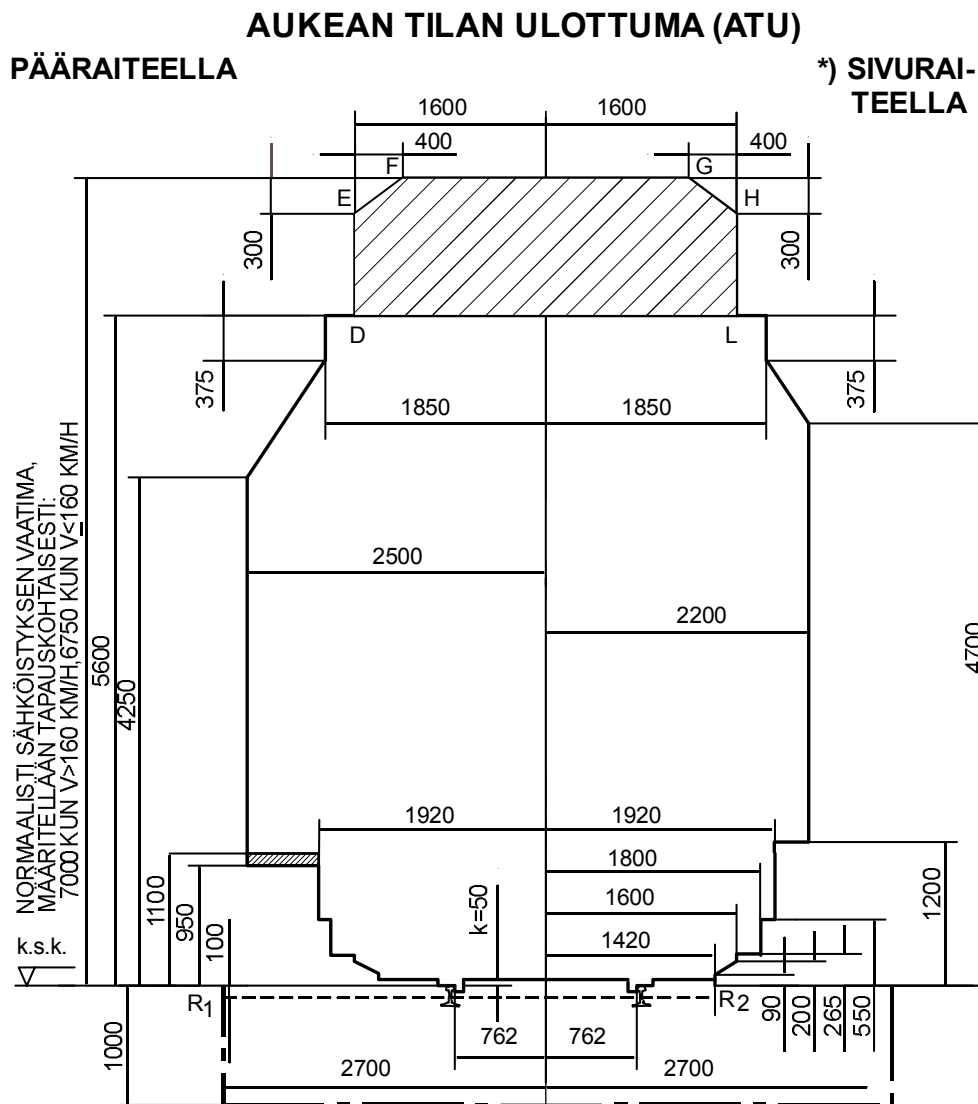 AUKEAN TILAN ULOTTUMA (ATU)
PÄÄRAITEELLA
*) SIVURAI-
TEELLA
1600
1600
400
400
F
G
E
H
300
300
D
L
375
375
1850
1850
NORMAALISTI SÄHKÖISTYKSEN VAATIMA,
MÄÄRITELLÄÄN TAPAUSKOHTAISESTI:
7000 KUN V>160 KM/H,6750 KUN V≤160 KM/H
5600
4250
2500
2200
4700
1920
1920
1800
1600
1420
k=50
1100
950
100
1200
k.s.k.
R1
R2
90
200
265
550
1000
762
762
2700
2700